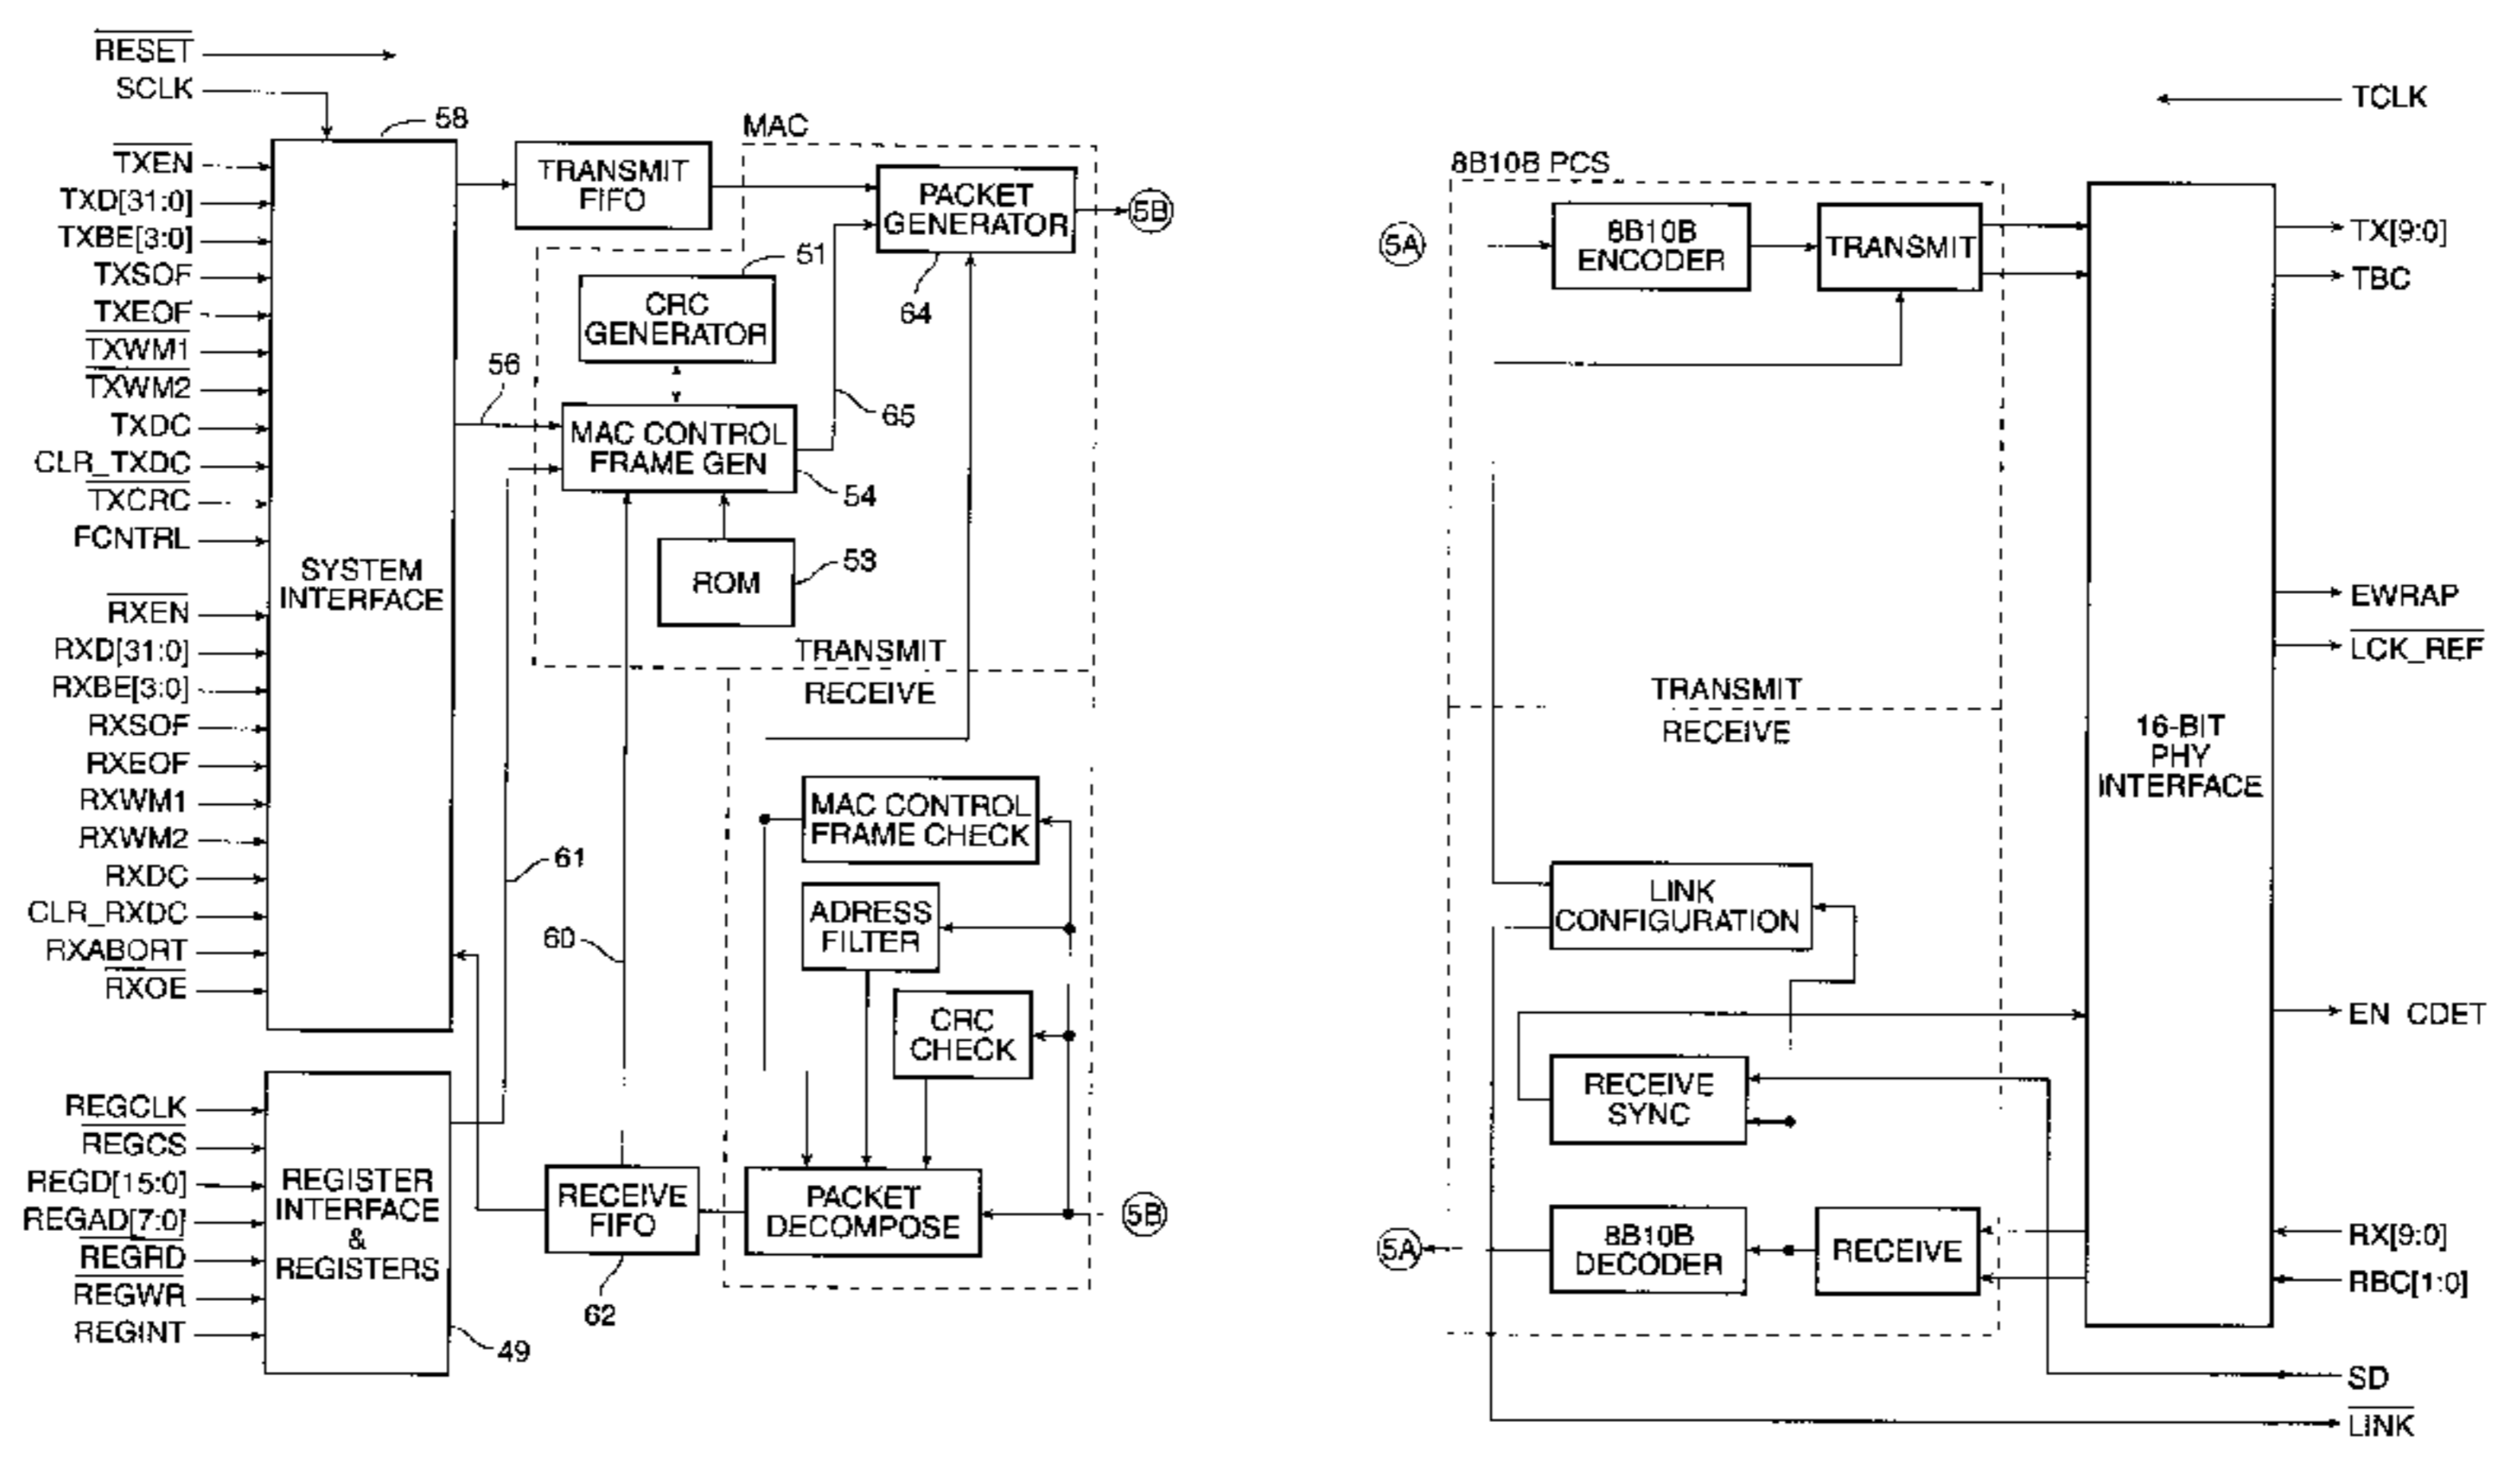 RESET
SCLK
TXEN
TXD[31:0]
TXBE[3:0]
TXSOF
TXEOF
TXWM1
TXWM2
TXDC
CLR_TXDC
TXCRC
FCNTRL
RXEN
RXD[31:0]
RXBE[3:0]
RXSOF
RXEOF
RXWM1
RXWM2
RXDC
CLR_RXDC
RXABORT
RXOE
REGCLK
REGCS
REGD[15:0]
REGAD[7:0]
REGRD
REGWR
REGINT
58
SYSTEM
INTERFACE
REGISTER
INTERFACE
&
REGISTERS
49
TRANSMIT
FIFO
MAC
PACKET
GENERATOR
5B
64
51
CRC
GENERATOR
56
65
MAC CONTROL
FRAME GEN
54
ROM
53
TRANSMIT
RECEIVE
61
60
MAC CONTROL
FRAME CHECK
ADRESS
FILTER
CRC
CHECK
RECEIVE
FIFO
62
PACKET
DECOMPOSE
5B
8B10B PCS
5A
8B10B
ENCODER
TRANSMIT
TRANSMIT
RECEIVE
LINK
CONFIGURATION
RECEIVE
SYNC
5A
8B10B
DECODER
RECEIVE
16-BIT
PHY
INTERFACE
TCLK
TX[9:0]
TBC
EWRAP
LCK_REF
EN CDET
RX[9:0]
RBC[1:0]
SD
LINK